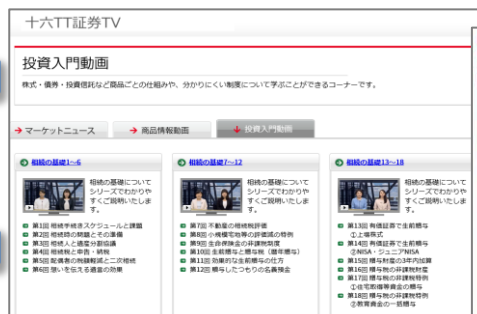 十六TT証券TV
投資入門動画
株式・債券・投資信託など商品ごとの仕組みや、分かりにくい制度について学ぶことができるコーナーです。
マーケットニュース
商品情報動画
投資入門動画
相続の基礎1~6
相続の基礎について
シリーズでわかりや
すくご説明いたしま
す。
第1回 相続手続きスケジュールと課題
第2回 相続時の問題とその準備
第3回 相続人と遺産分割協議
第4回 相続税と申告・納税
第5回 配偶者の税額軽減と二次相続
第6回 想いを伝える遺言の効果
相続の基礎7~12
相続の基礎について
シリーズでわかりや
すくご説明いたしま
す。
第7回 不動産の相続税評価
第8回 小規模宅地等の評価減の特例
第9回 生命保険金の非課税制度
第10回 生前贈与と贈与税(暦年贈与)
第11回 効果的な生前贈与の仕方
第12回 贈与したつもりの名義預金
相続の基礎13~18
相続の基礎について
シリーズでわかりや
すくご説明いたしま
す。
第13回 有価証券で生前贈与
①上場株式
第14回 有価証券で生前贈与
②NISA・ジュニアNISA
第15回 贈与財産の3年内加算
第16回 贈与税の非課税財産
第17回 贈与税の非課税特例
①住宅取得等資金の贈与
第18回 贈与税の非課税特例
②教育資金の一括贈与